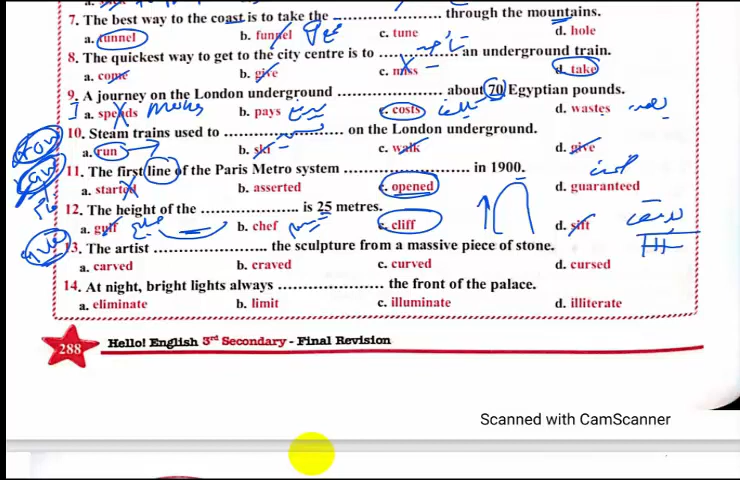 7. The best way to the coast is to take the ........................ through the mountains.
a. tunnel b. funnel c. tune d. hole
8. The quickest way to get to the city centre is to ........................ an underground train.
a. come b. give c. miss d. take
9. A journey on the London underground ........................ about 70 Egyptian pounds.
a. spends b. pays c. costs d. wastes
10. Steam trains used to ........................ on the London underground.
a. run b. ski c. walk d. give
11. The first line of the Paris Metro system ........................ in 1900.
a. started b. asserted c. opened d. guaranteed
12. The height of the ........................ is 25 metres.
a. gulf b. chef c. cliff d. sift
13. The artist ........................ the sculpture from a massive piece of stone.
a. carved b. craved c. curved d. cursed
14. At night, bright lights always ........................ the front of the palace.
a. eliminate b. limit c. illuminate d. illiterate
288 Hello! English 3rd Secondary - Final Revision
Scanned with CamScanner